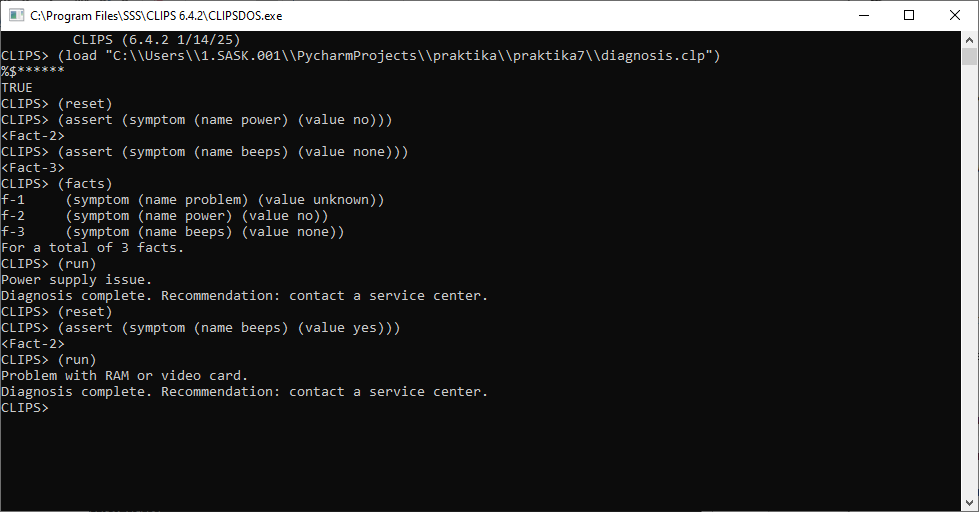 C:\Program Files\SSS\CLIPS 6.4.2\CLIPSDOS.exe
         CLIPS (6.4.2 1/14/25)
CLIPS> (load "C:\\Users\\1.SASK.001\\PycharmProjects\\praktika\\praktika7\\diagnosis.clp")
%$******
TRUE
CLIPS> (reset)
CLIPS> (assert (symptom (name power) (value no)))
<Fact-2>
CLIPS> (assert (symptom (name beeps) (value none)))
<Fact-3>
CLIPS> (facts)
f-1     (symptom (name problem) (value unknown))
f-2     (symptom (name power) (value no))
f-3     (symptom (name beeps) (value none))
For a total of 3 facts.
CLIPS> (run)
Power supply issue.
Diagnosis complete. Recommendation: contact a service center.
CLIPS> (reset)
CLIPS> (assert (symptom (name beeps) (value yes)))
<Fact-2>
CLIPS> (run)
Problem with RAM or video card.
Diagnosis complete. Recommendation: contact a service center.
CLIPS>